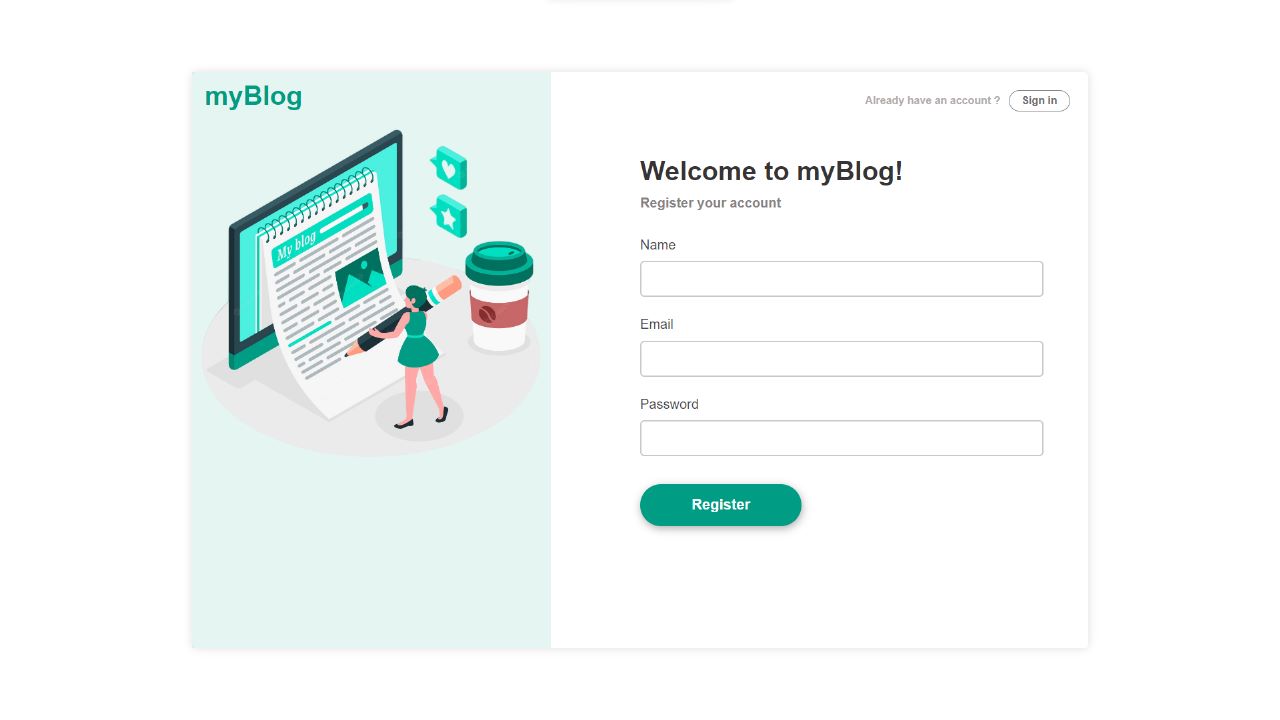 myBlog
Already have an account ? Sign in
My blog
Welcome to myBlog!
Register your account
Name
Email
Password
Register